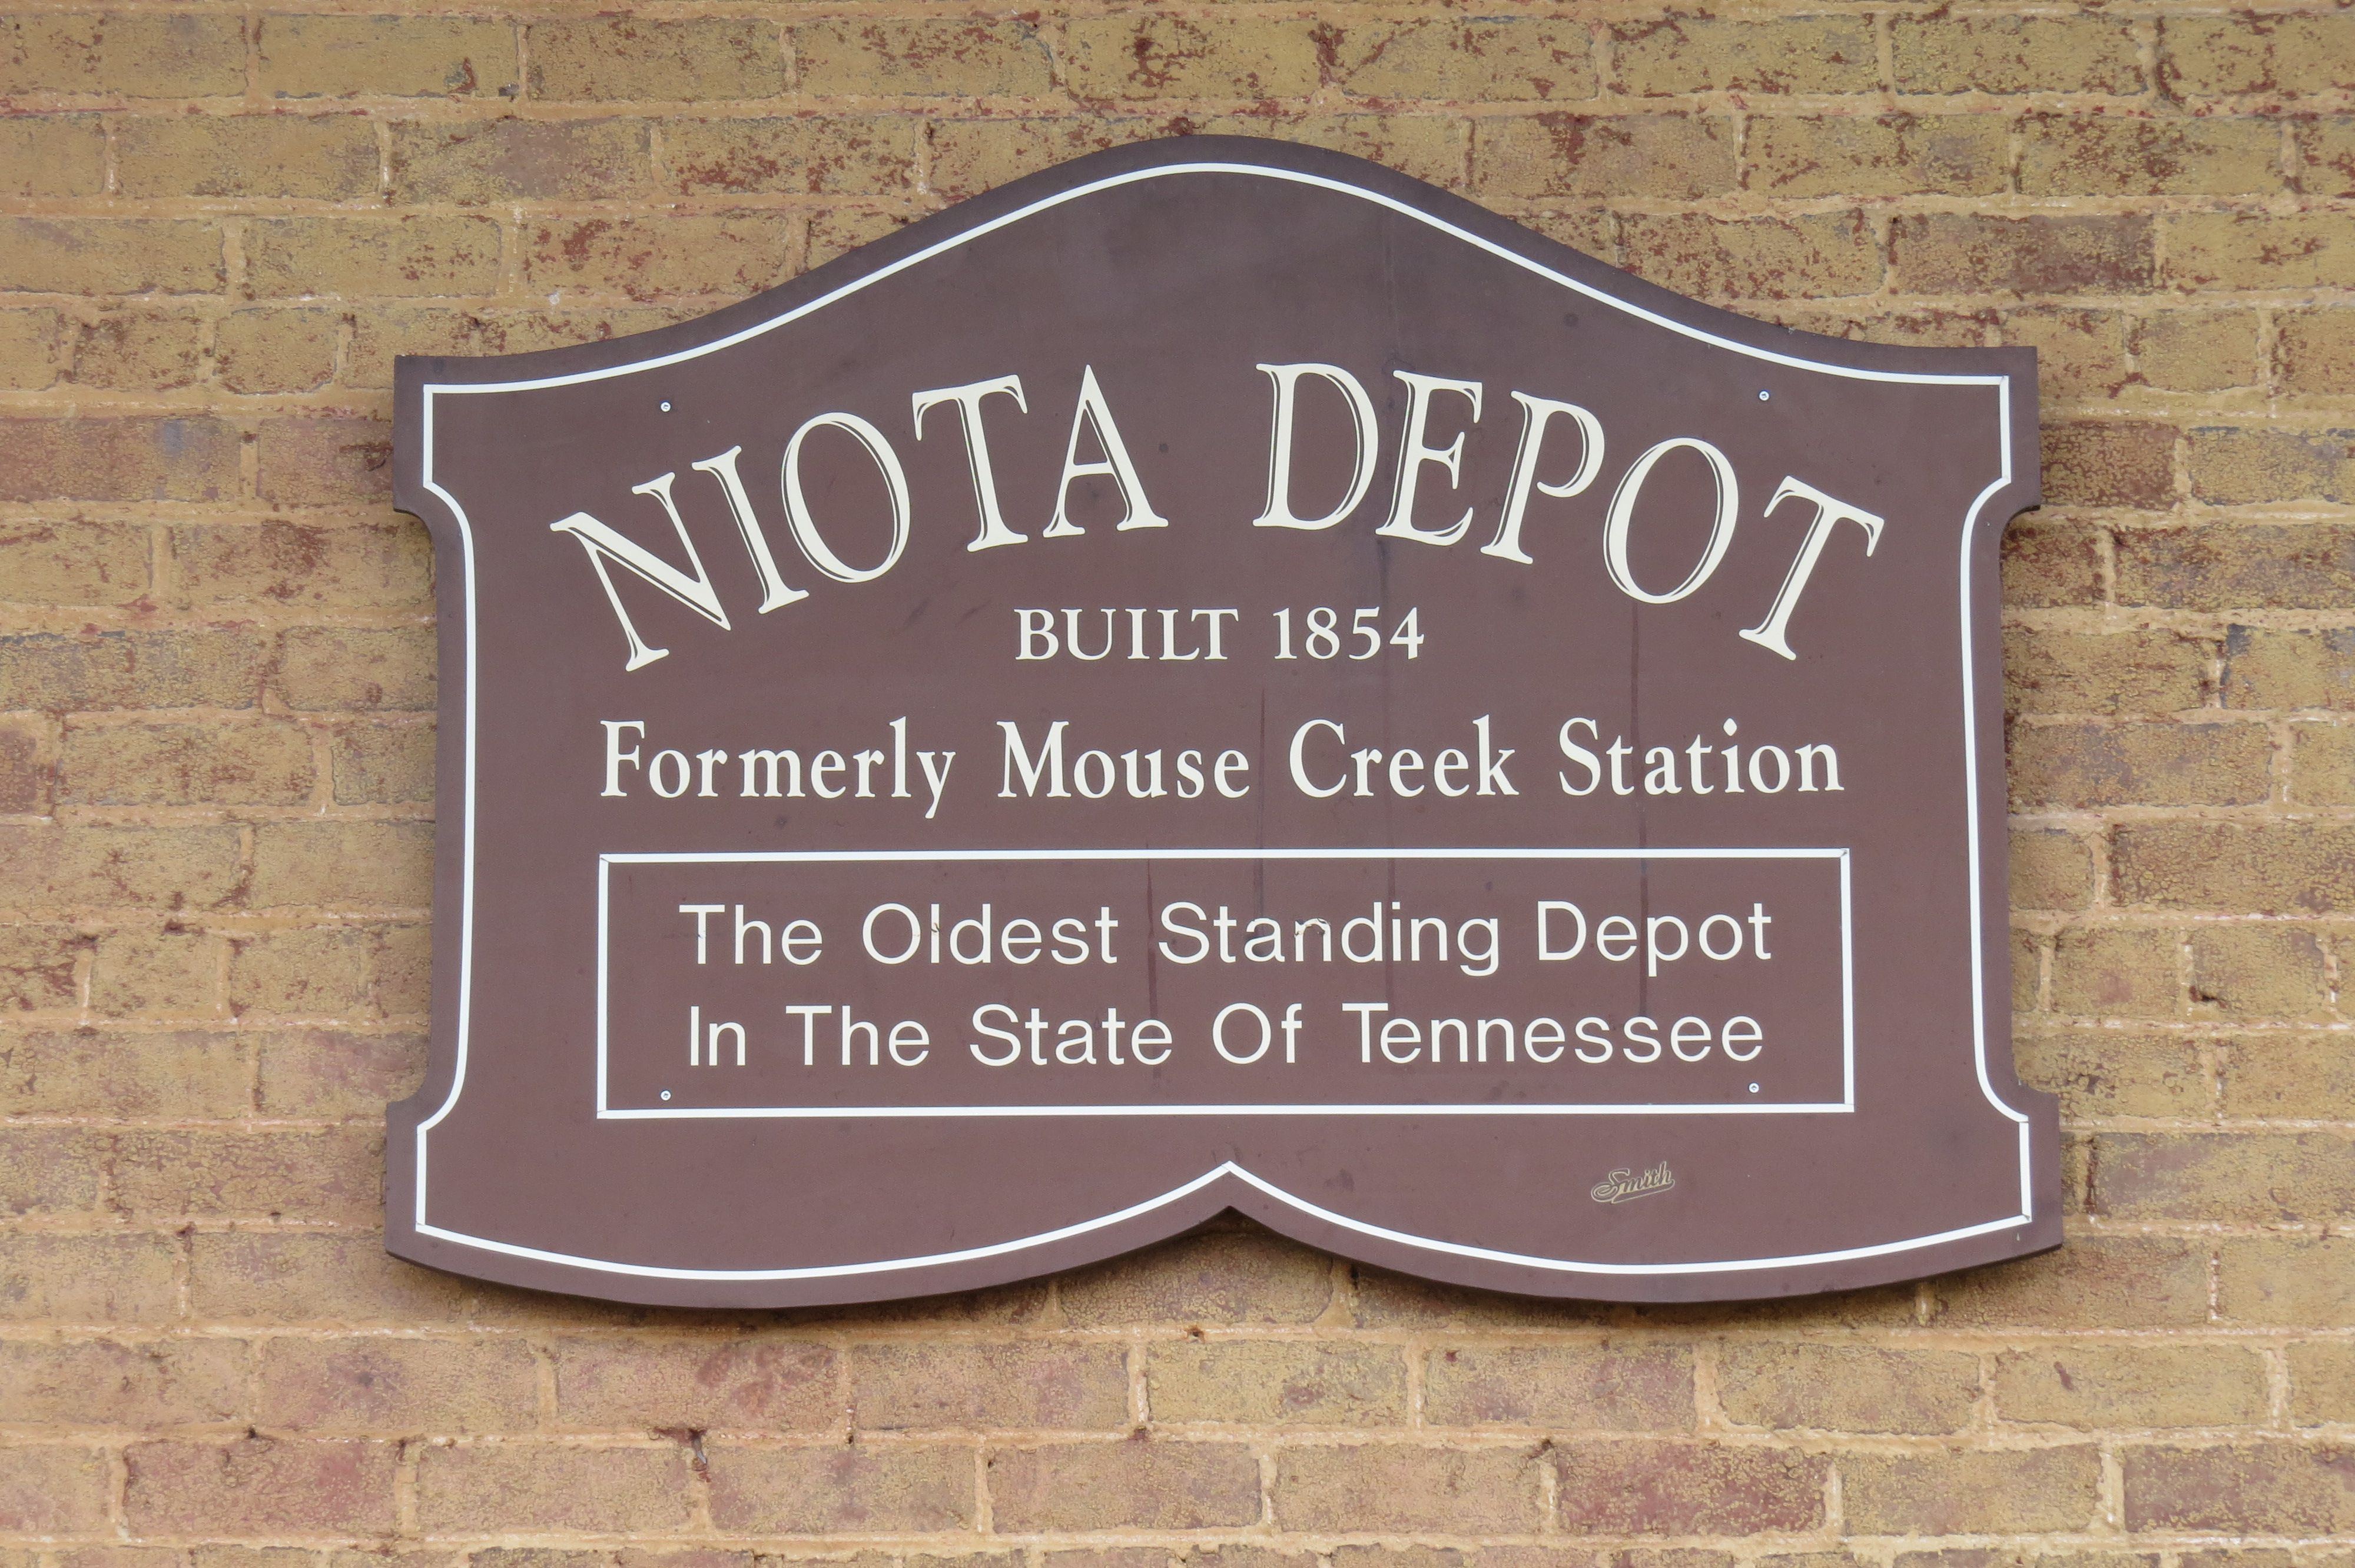 NIOTA DEPOT
BUILT 1854
Formerly Mouse Creek Station
The Oldest Standing Depot
In The State Of Tennessee
Smith